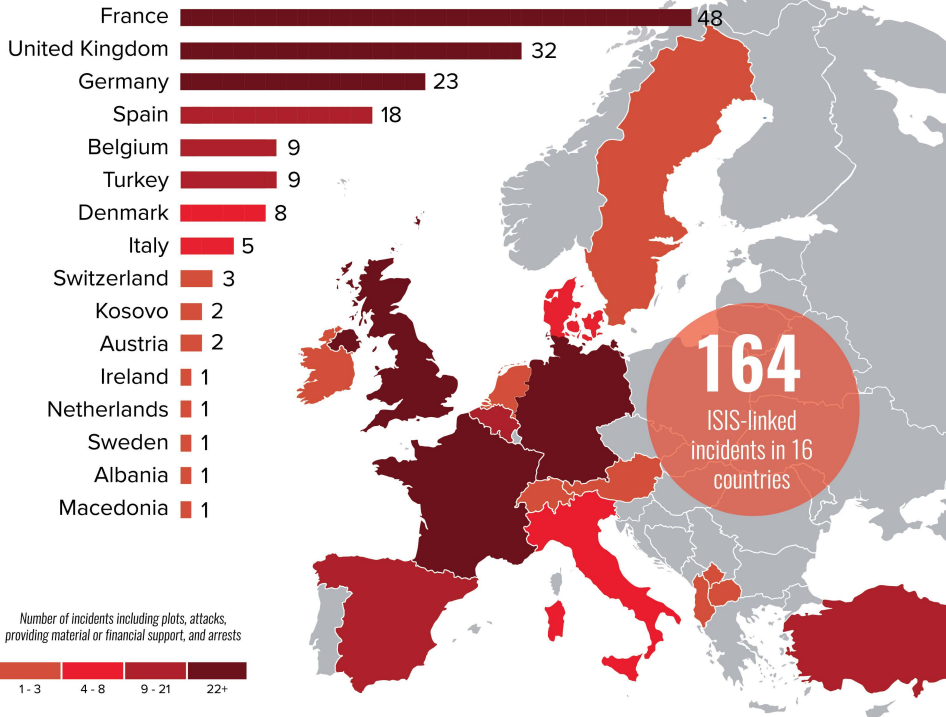 France 48
United Kingdom 32
Germany 23
Spain 18
Belgium 9
Turkey 9
Denmark 8
Italy 5
Switzerland 3
Kosovo 2
Austria 2
Ireland 1
Netherlands 1
Sweden 1
Albania 1
Macedonia 1
164
ISIS-linked
incidents in 16
countries
Number of incidents including plots, attacks,
providing material or financial support, and arrests
1 - 3 4 - 8 9 - 21 22+